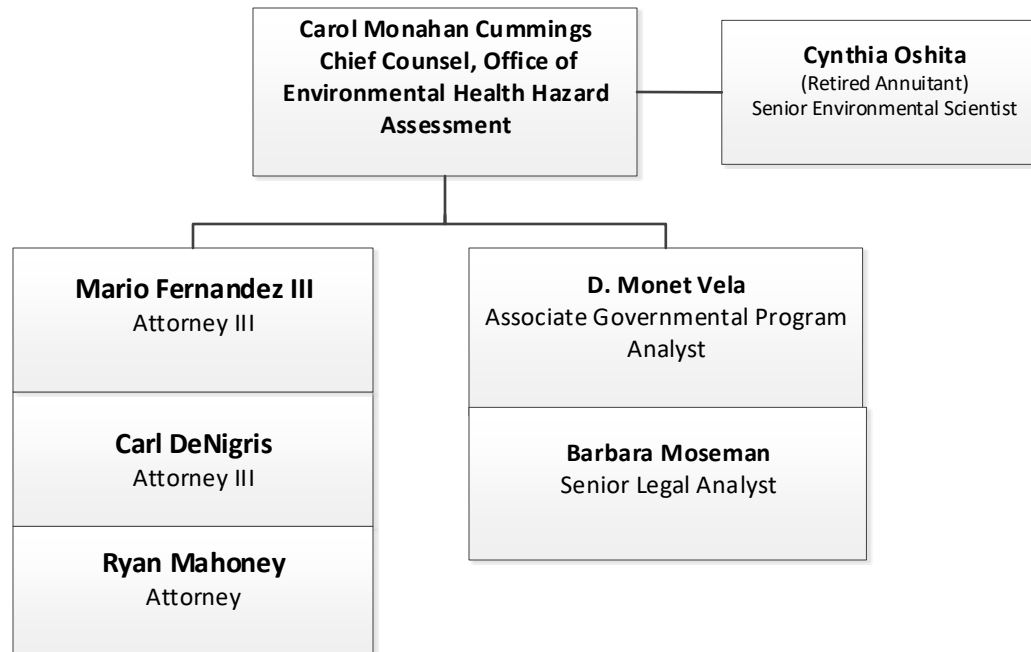 Carol Monahan Cummings
Chief Counsel, Office of
Environmental Health Hazard
Assessment
Cynthia Oshita
(Retired Annuitant)
Senior Environmental Scientist
Mario Fernandez III
Attorney III
Carl DeNigris
Attorney III
Ryan Mahoney
Attorney
D. Monet Vela
Associate Governmental Program
Analyst
Barbara Moseman
Senior Legal Analyst